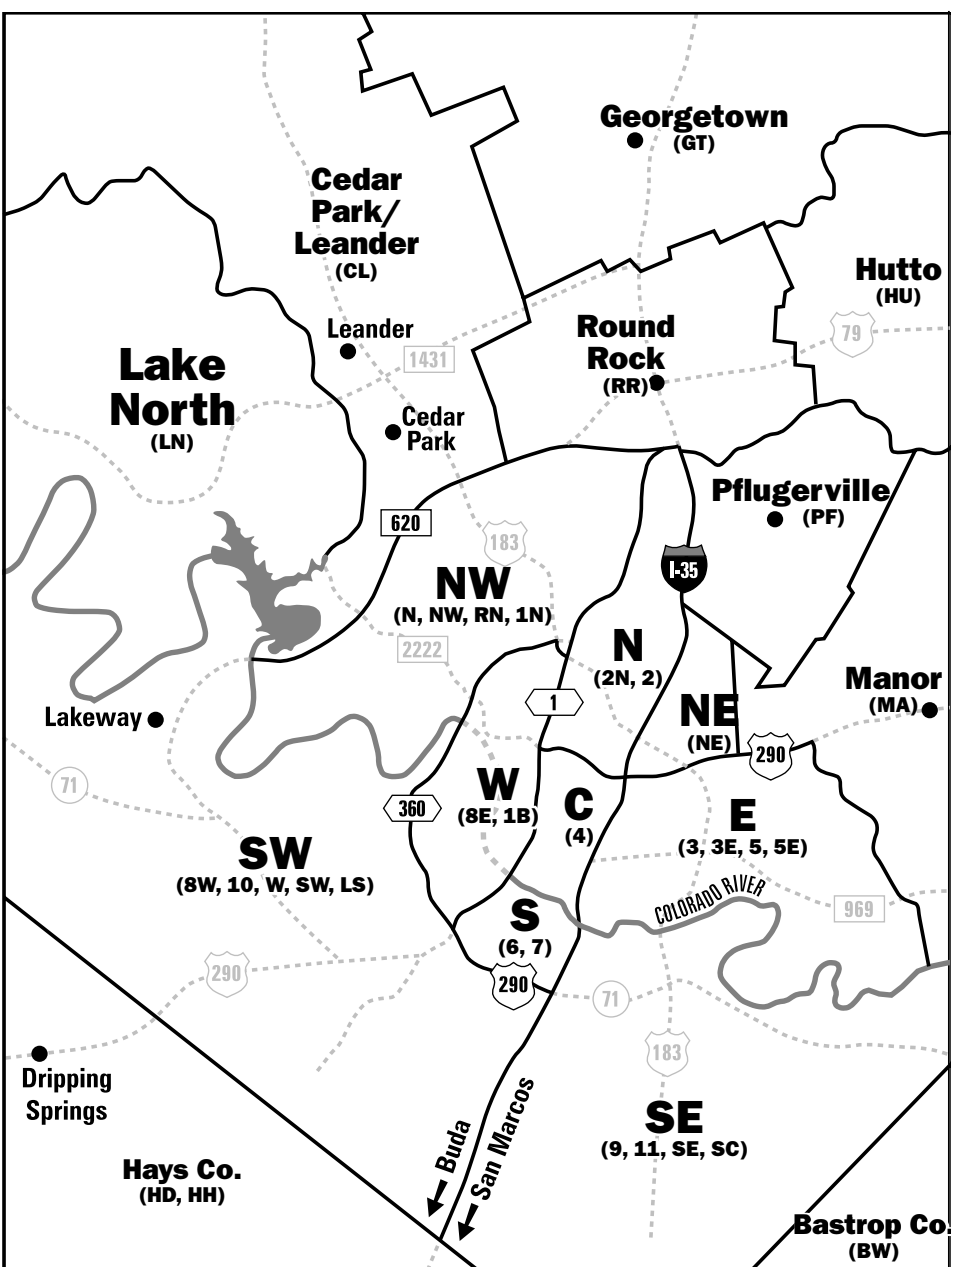 Georgetown
(GT)
Cedar
Park/
Leander
(CL)
Hutto
(HU)
Leander
Round
Rock
(RR)
79
1431
Lake
North
(LN)
Cedar
Park
Pflugerville
(PF)
620
183
I-35
NW
(N, NW, RN, 1N)
2222
N
(2N, 2)
Manor
(MA)
NE
(NE)
1
Lakeway
290
71
W
(8E, 1B)
360
C
(4)
E
(3, 3E, 5, 5E)
SW
(8W, 10, W, SW, LS)
COLORADO RIVER
969
S
(6, 7)
290
290
71
183
Dripping
Springs
SE
(9, 11, SE, SC)
Buda
San Marcos
Hays Co.
(HD, HH)
Bastrop Co.
(BW)